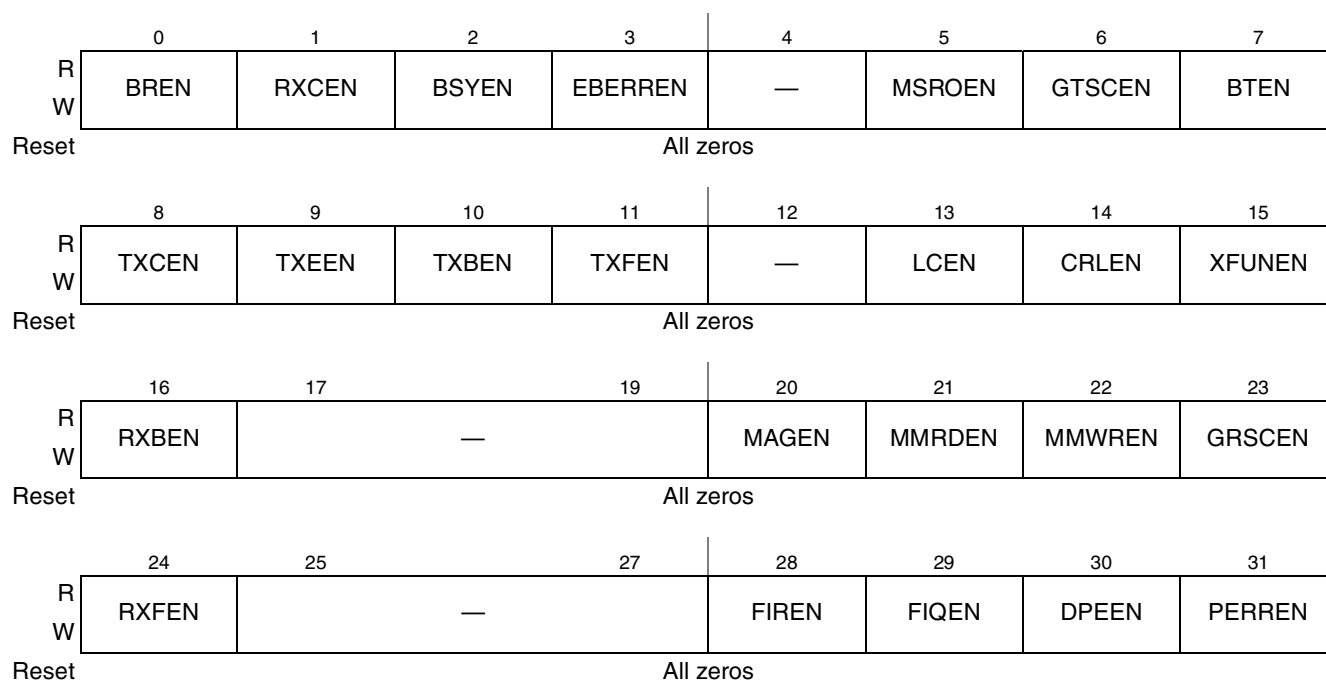 0 1 2 3 4 5 6 7
R
BREN RXCEN BSYEN EBERREN — MSROEN GTSCEN BTEN
W
Reset All zeros
8 9 10 11 12 13 14 15
R
TXCEN TXEEN TXBEN TXFEN — LCEN CRLEN XFUNEN
W
Reset All zeros
16 17 19 20 21 22 23
R
RXBEN — MAGEN MMRDEN MMWREN GRSCEN
W
Reset All zeros
24 25 27 28 29 30 31
R
RXFEN — FIREN FIQEN DPEEN PERREN
W
Reset All zeros